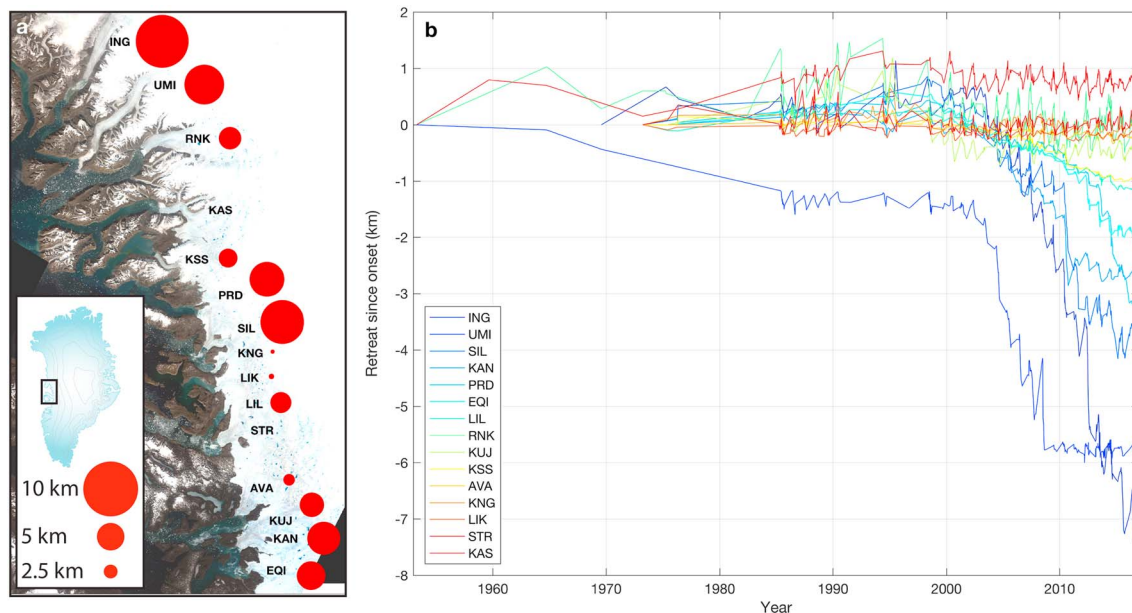 a
ING
UMI
RNK
KAS
KSS
PRD
SIL
KNG
LIK
LIL
STR
AVA
KUJ
KAN
EQI
10 km
5 km
2.5 km
b
Retreat since onset (km)
2
1
0
-1
-2
-3
-4
-5
-6
-7
-8
ING
UMI
SIL
KAN
PRD
EQI
LIL
RNK
KUJ
KSS
AVA
KNG
LIK
STR
KAS
1960
1970
1980
1990
2000
2010
Year